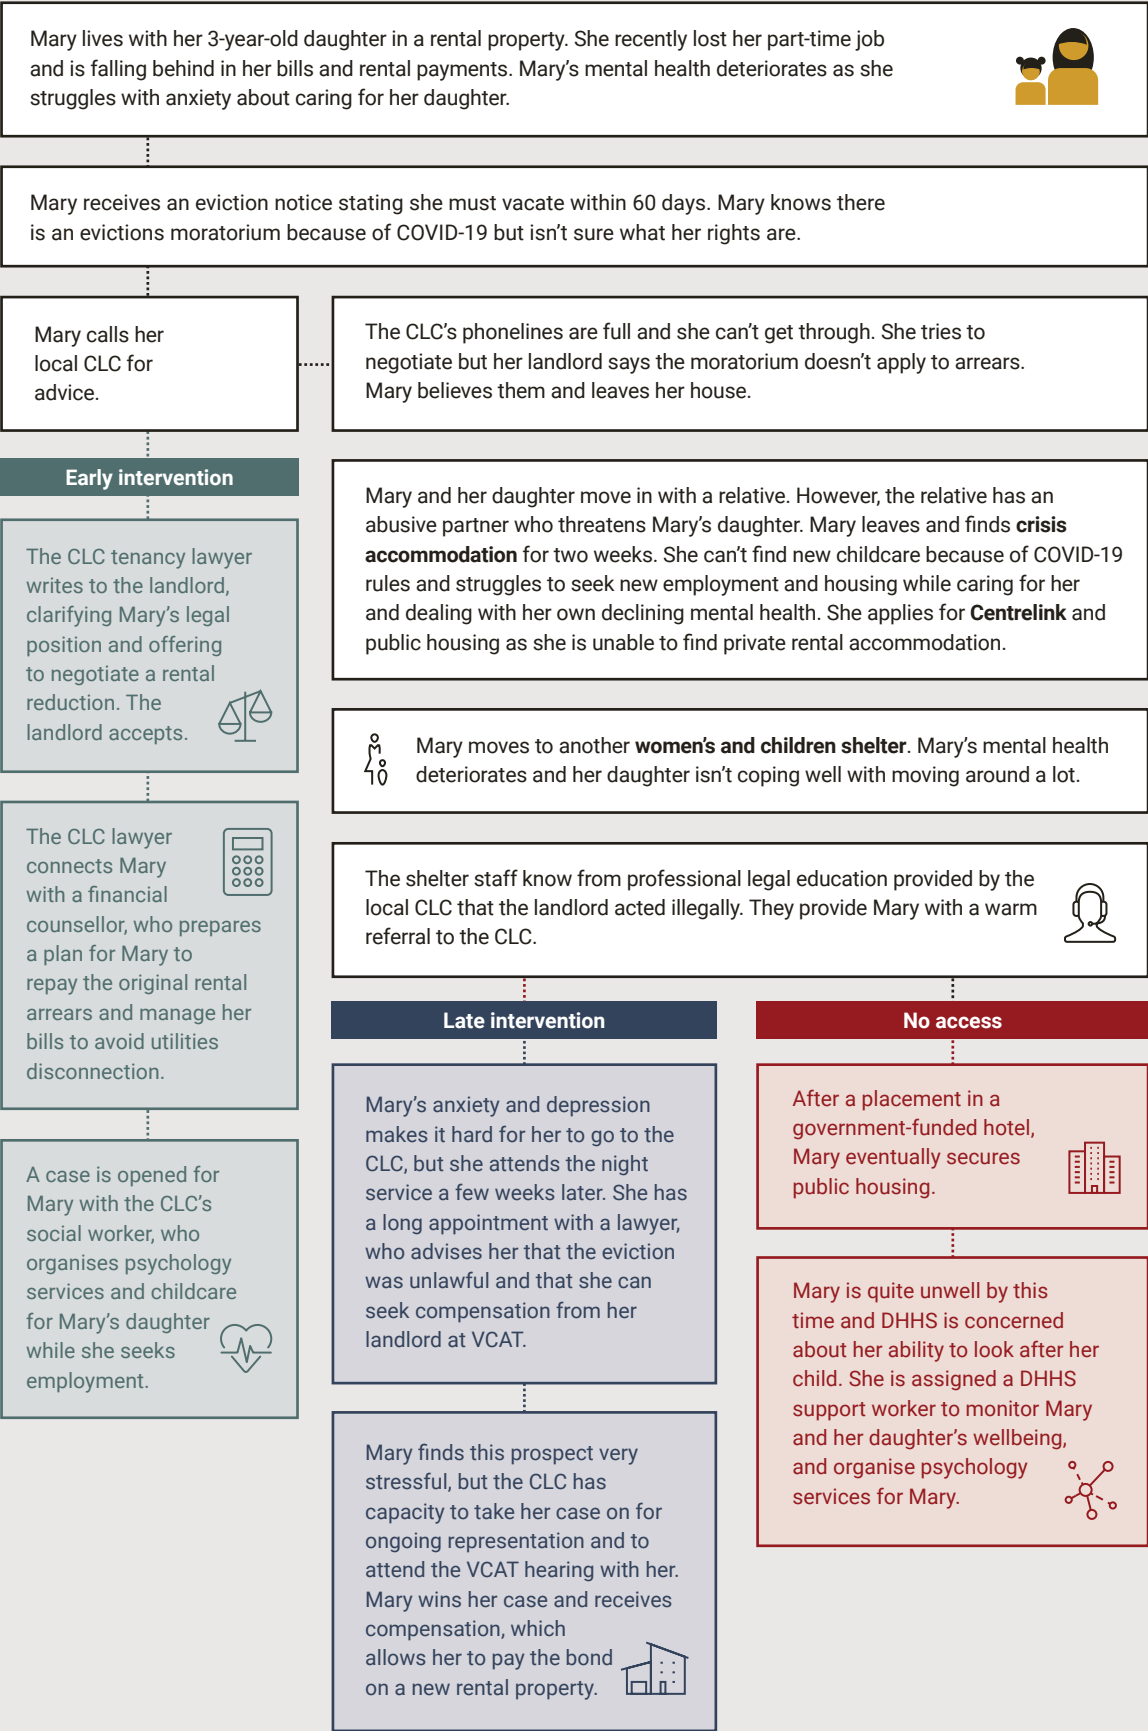 Mary lives with her 3-year-old daughter in a rental property. She recently lost her part-time job
and is falling behind in her bills and rental payments. Mary’s mental health deteriorates as she
struggles with anxiety about caring for her daughter.
Mary receives an eviction notice stating she must vacate within 60 days. Mary knows there
is an evictions moratorium because of COVID-19 but isn’t sure what her rights are.
Mary calls her
local CLC for
advice.
The CLC’s phonelines are full and she can’t get through. She tries to
negotiate but her landlord says the moratorium doesn’t apply to arrears.
Mary believes them and leaves her house.
Early intervention
The CLC tenancy lawyer
writes to the landlord,
clarifying Mary’s legal
position and offering
to negotiate a rental
reduction. The
landlord accepts.
The CLC lawyer
connects Mary
with a financial
counsellor, who prepares
a plan for Mary to
repay the original rental
arrears and manage her
bills to avoid utilities
disconnection.
A case is opened for
Mary with the CLC’s
social worker, who
organises psychology
services and childcare
for Mary’s daughter
while she seeks
employment.
Mary and her daughter move in with a relative. However, the relative has an
abusive partner who threatens Mary’s daughter. Mary leaves and finds crisis
accommodation for two weeks. She can’t find new childcare because of COVID-19
rules and struggles to seek new employment and housing while caring for her
and dealing with her own declining mental health. She applies for Centrelink and
public housing as she is unable to find private rental accommodation.
Mary moves to another women’s and children shelter. Mary’s mental health
deteriorates and her daughter isn’t coping well with moving around a lot.
The shelter staff know from professional legal education provided by the
local CLC that the landlord acted illegally. They provide Mary with a warm
referral to the CLC.
Late intervention
Mary’s anxiety and depression
makes it hard for her to go to the
CLC, but she attends the night
service a few weeks later. She has
a long appointment with a lawyer,
who advises her that the eviction
was unlawful and that she can
seek compensation from her
landlord at VCAT.
Mary finds this prospect very
stressful, but the CLC has
capacity to take her case on for
ongoing representation and to
attend the VCAT hearing with her.
Mary wins her case and receives
compensation, which
allows her to pay the bond
on a new rental property.
No access
After a placement in a
government-funded hotel,
Mary eventually secures
public housing.
Mary is quite unwell by this
time and DHHS is concerned
about her ability to look after her
child. She is assigned a DHHS
support worker to monitor Mary
and her daughter’s wellbeing,
and organise psychology
services for Mary.